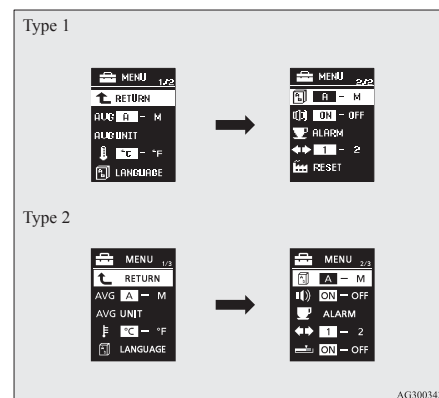 Type 1
MENU 1/2
RETURN
AVG A – M
AVG UNIT
°C – °F
LANGUAGE
MENU 2/2
A – M
ON – OFF
ALARM
1 – 2
RESET
Type 2
MENU 1/3
RETURN
AVG A – M
AVG UNIT
°C – °F
LANGUAGE
MENU 2/3
A – M
ON – OFF
ALARM
1 – 2
ON – OFF